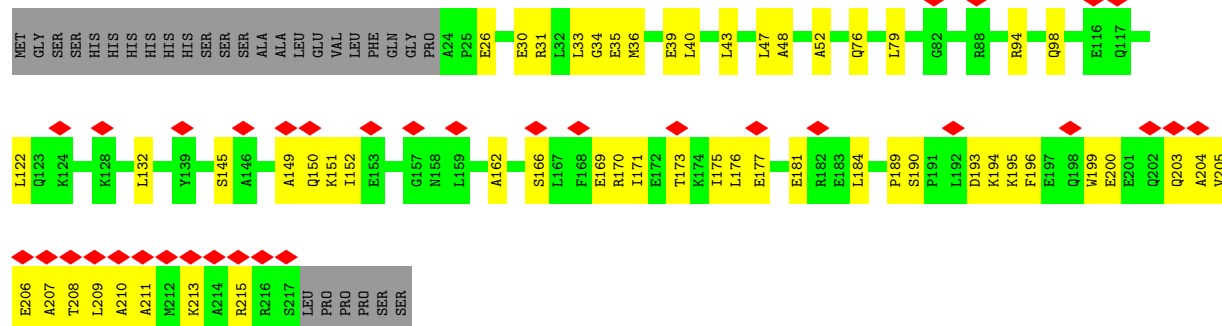 MET GLY SER SER HIS HIS HIS HIS HIS HIS SER SER SER ALA ALA LEU GLU VAL LEU PHE GLN GLY PRO A24 P25 E26 E30 R31 L32 L33 G34 E35 M36 E39 L40 L43 L47 A48 A52 Q76 L79 G82 R88 R94 Q98 E116 Q117
L122 Q123 K124 K128 L132 Y139 S145 A146 A149 Q150 K151 I152 E153 G157 N158 L159 A162 S166 L167 F168 E169 R170 I171 E172 T173 K174 I175 L176 E177 E181 R182 E183 L184 P189 S190 P191 L192 D193 K194 K195 F196 E197 Q198 W199 E200 E201 Q202 Q203 A204 V205
E206 A207 T208 L209 A210 A211 M212 K213 A214 R215 R216 S217 LEU PRO PRO PRO SER SER